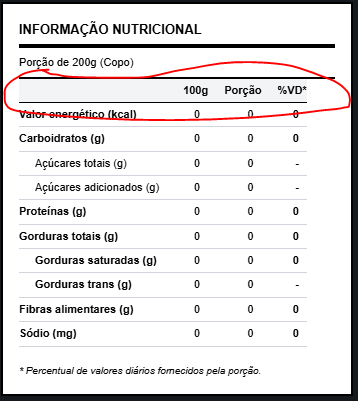 INFORMAÇÃO NUTRICIONAL
Porção de 200g (Copo)
100g Porção %VD*
Valor energético (kcal) 0 0 0
Carboidratos (g) 0 0 0
Açúcares totais (g) 0 0 -
Açúcares adicionados (g) 0 0 -
Proteínas (g) 0 0 0
Gorduras totais (g) 0 0 0
Gorduras saturadas (g) 0 0 0
Gorduras trans (g) 0 0 -
Fibras alimentares (g) 0 0 0
Sódio (mg) 0 0 0
* Percentual de valores diários fornecidos pela porção.